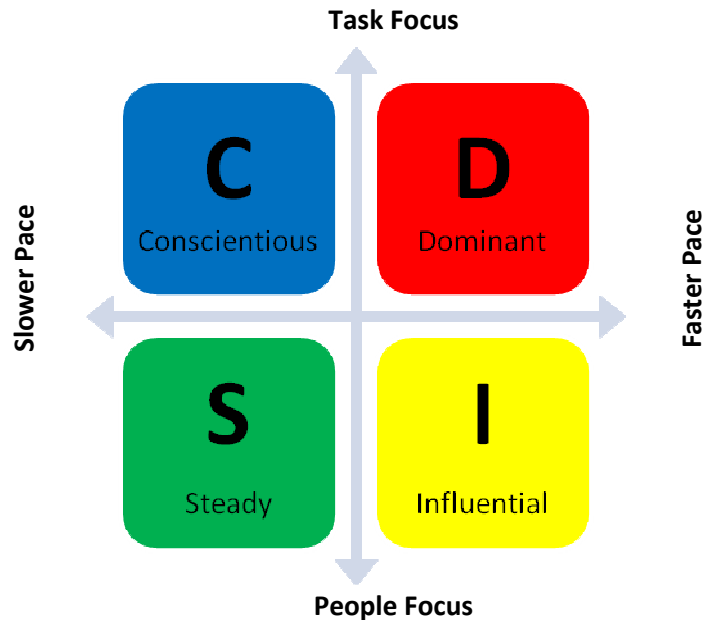 Task Focus
C
Conscientious
D
Dominant
Slower Pace
Faster Pace
S
Steady
I
Influential
People Focus